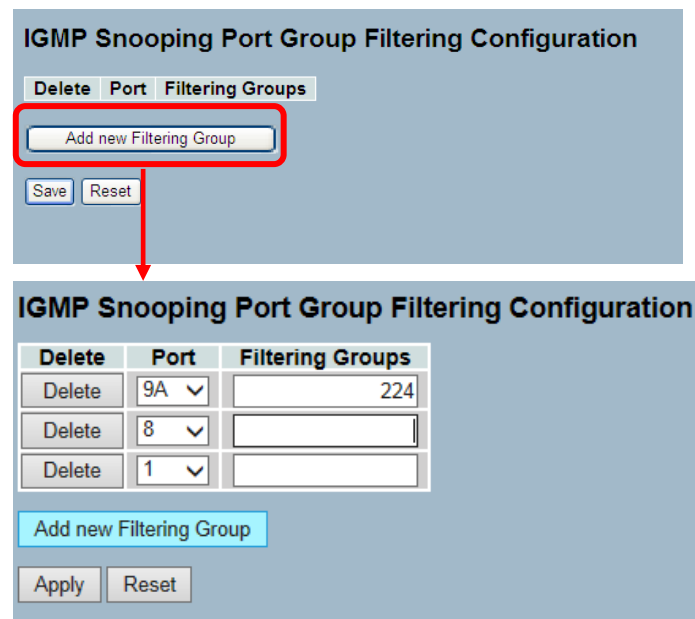 IGMP Snooping Port Group Filtering Configuration
Delete Port Filtering Groups
Add new Filtering Group
Save Reset
IGMP Snooping Port Group Filtering Configuration
Delete Port Filtering Groups
Delete 9A 224
Delete 8
Delete 1
Add new Filtering Group
Apply Reset